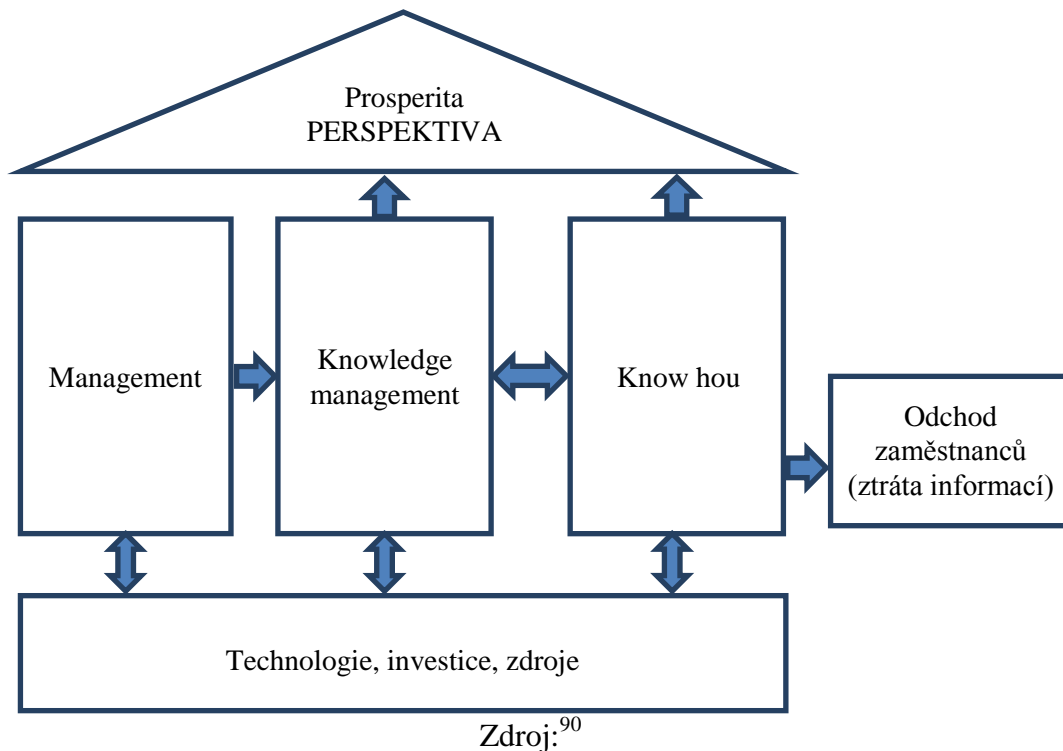 Prosperita
PERSPEKTIVA
Management
Knowledge
management
Know hou
Odchod
zaměstnanců
(ztráta informací)
Technologie, investice, zdroje
Zdroj:90